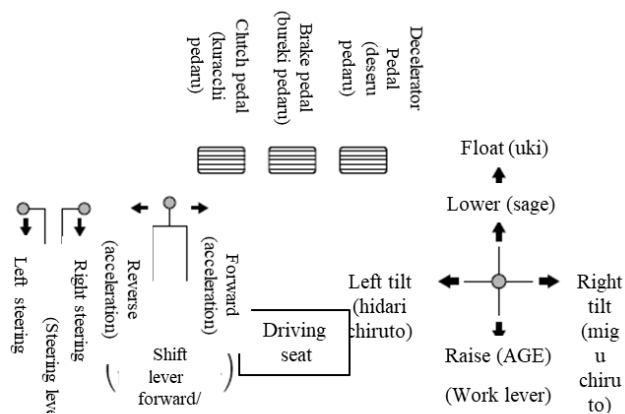 Clutch pedal
(kuracchi
pedaru)
Brake pedal
(bureki pedaru)
Decelerator
Pedal
(deseru
pedaru)
Float (uki)
Lower (sage)
Left tilt
(hidari
chiruto)
Right
tilt
(mig
u
chiru
to)
Raise (AGE)
(Work lever)
Left steering
(Steering leve
Right steering
Reverse
(acceleration)
Forward
(acceleration)
Shift
lever
forward/
Driving
seat